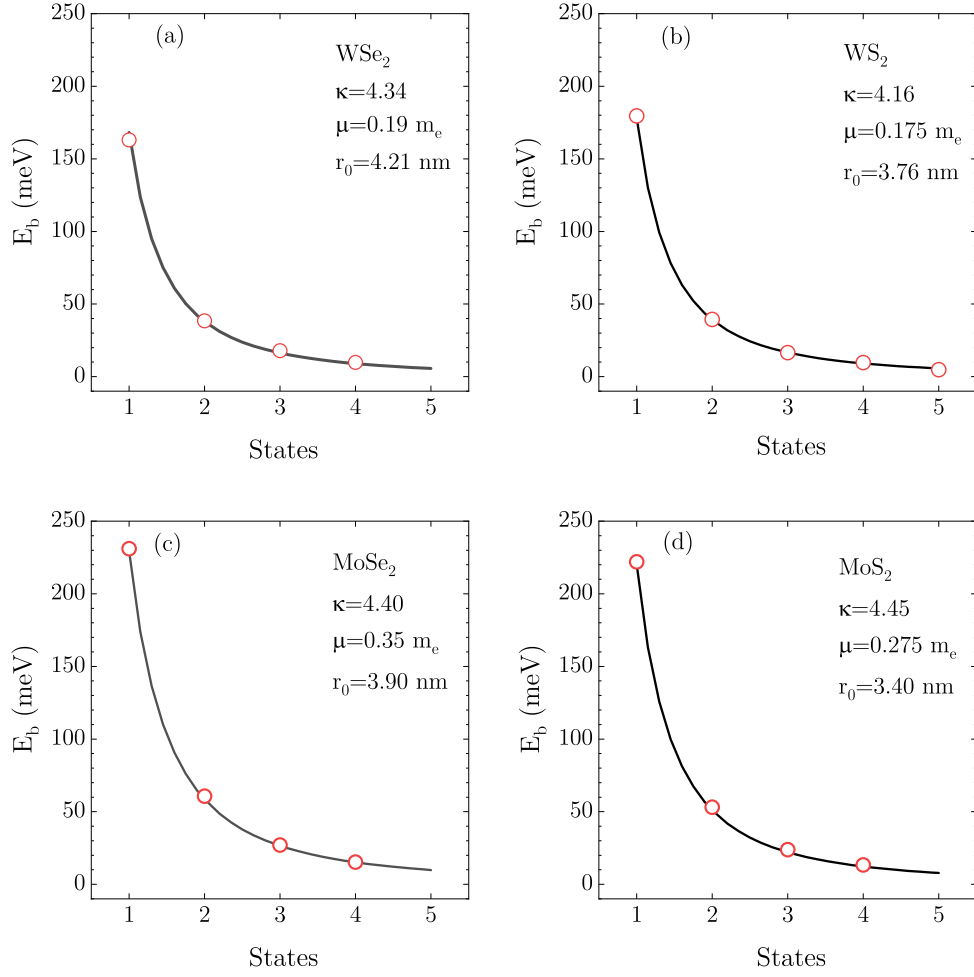 (a)
WSe₂
κ=4.34
μ=0.19 mₑ
r₀=4.21 nm
E_b (meV)
250
200
150
100
50
0
1 2 3 4 5
States
(b)
WS₂
κ=4.16
μ=0.175 mₑ
r₀=3.76 nm
E_b (meV)
250
200
150
100
50
0
1 2 3 4 5
States
(c)
MoSe₂
κ=4.40
μ=0.35 mₑ
r₀=3.90 nm
E_b (meV)
250
200
150
100
50
0
1 2 3 4 5
States
(d)
MoS₂
κ=4.45
μ=0.275 mₑ
r₀=3.40 nm
E_b (meV)
250
200
150
100
50
0
1 2 3 4 5
States